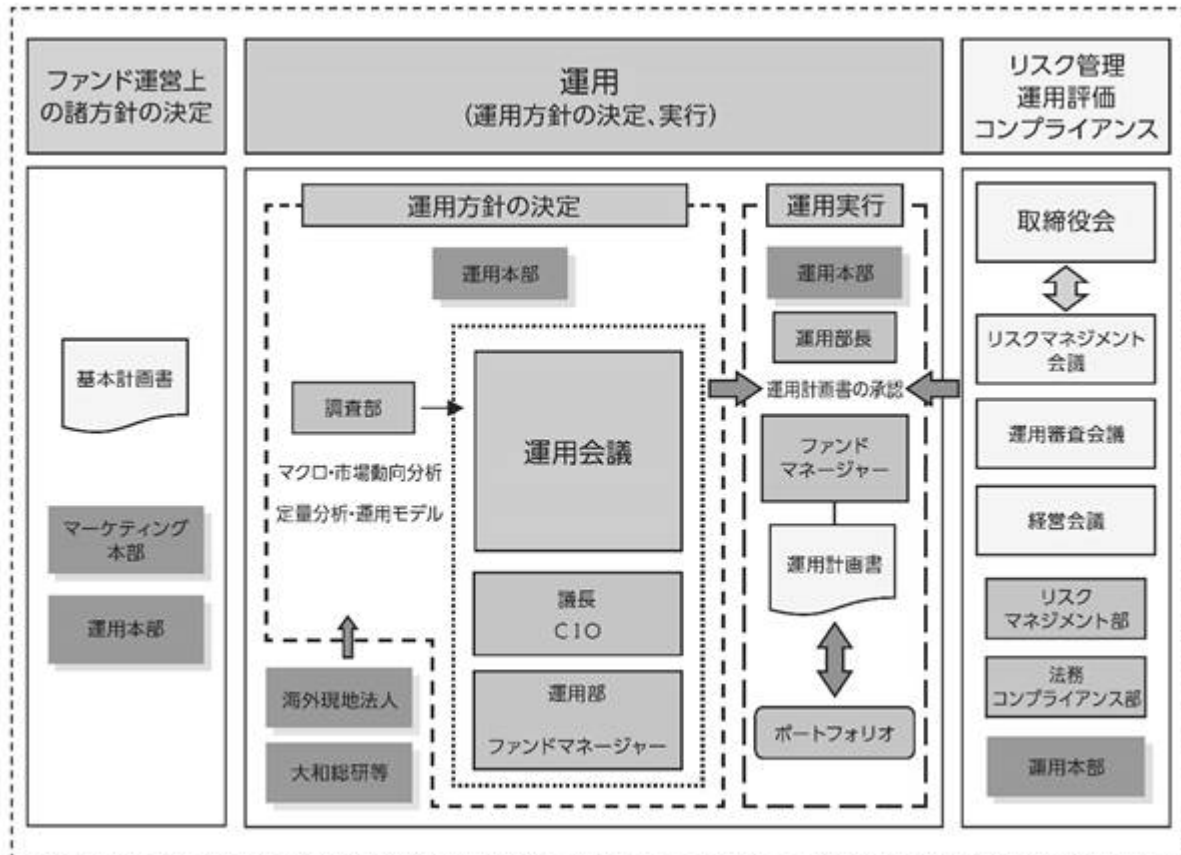 ファンド運営上
の諸方針の決定
基本計画書
マーケティング
本部
運用本部
運用
(運用方針の決定、実行)
運用方針の決定
運用本部
調査部
マクロ・市場動向分析
定量分析・運用モデル
海外現地法人
大和総研等
運用会議
議長
CIO
運用部
ファンドマネージャー
運用実行
運用本部
運用部長
運用計画書の承認
ファンド
マネージャー
運用計画書
ポートフォリオ
リスク管理
運用評価
コンプライアンス
取締役会
リスクマネジメント
会議
運用審査会議
経営会議
リスク
マネジメント部
法務
コンプライアンス部
運用本部